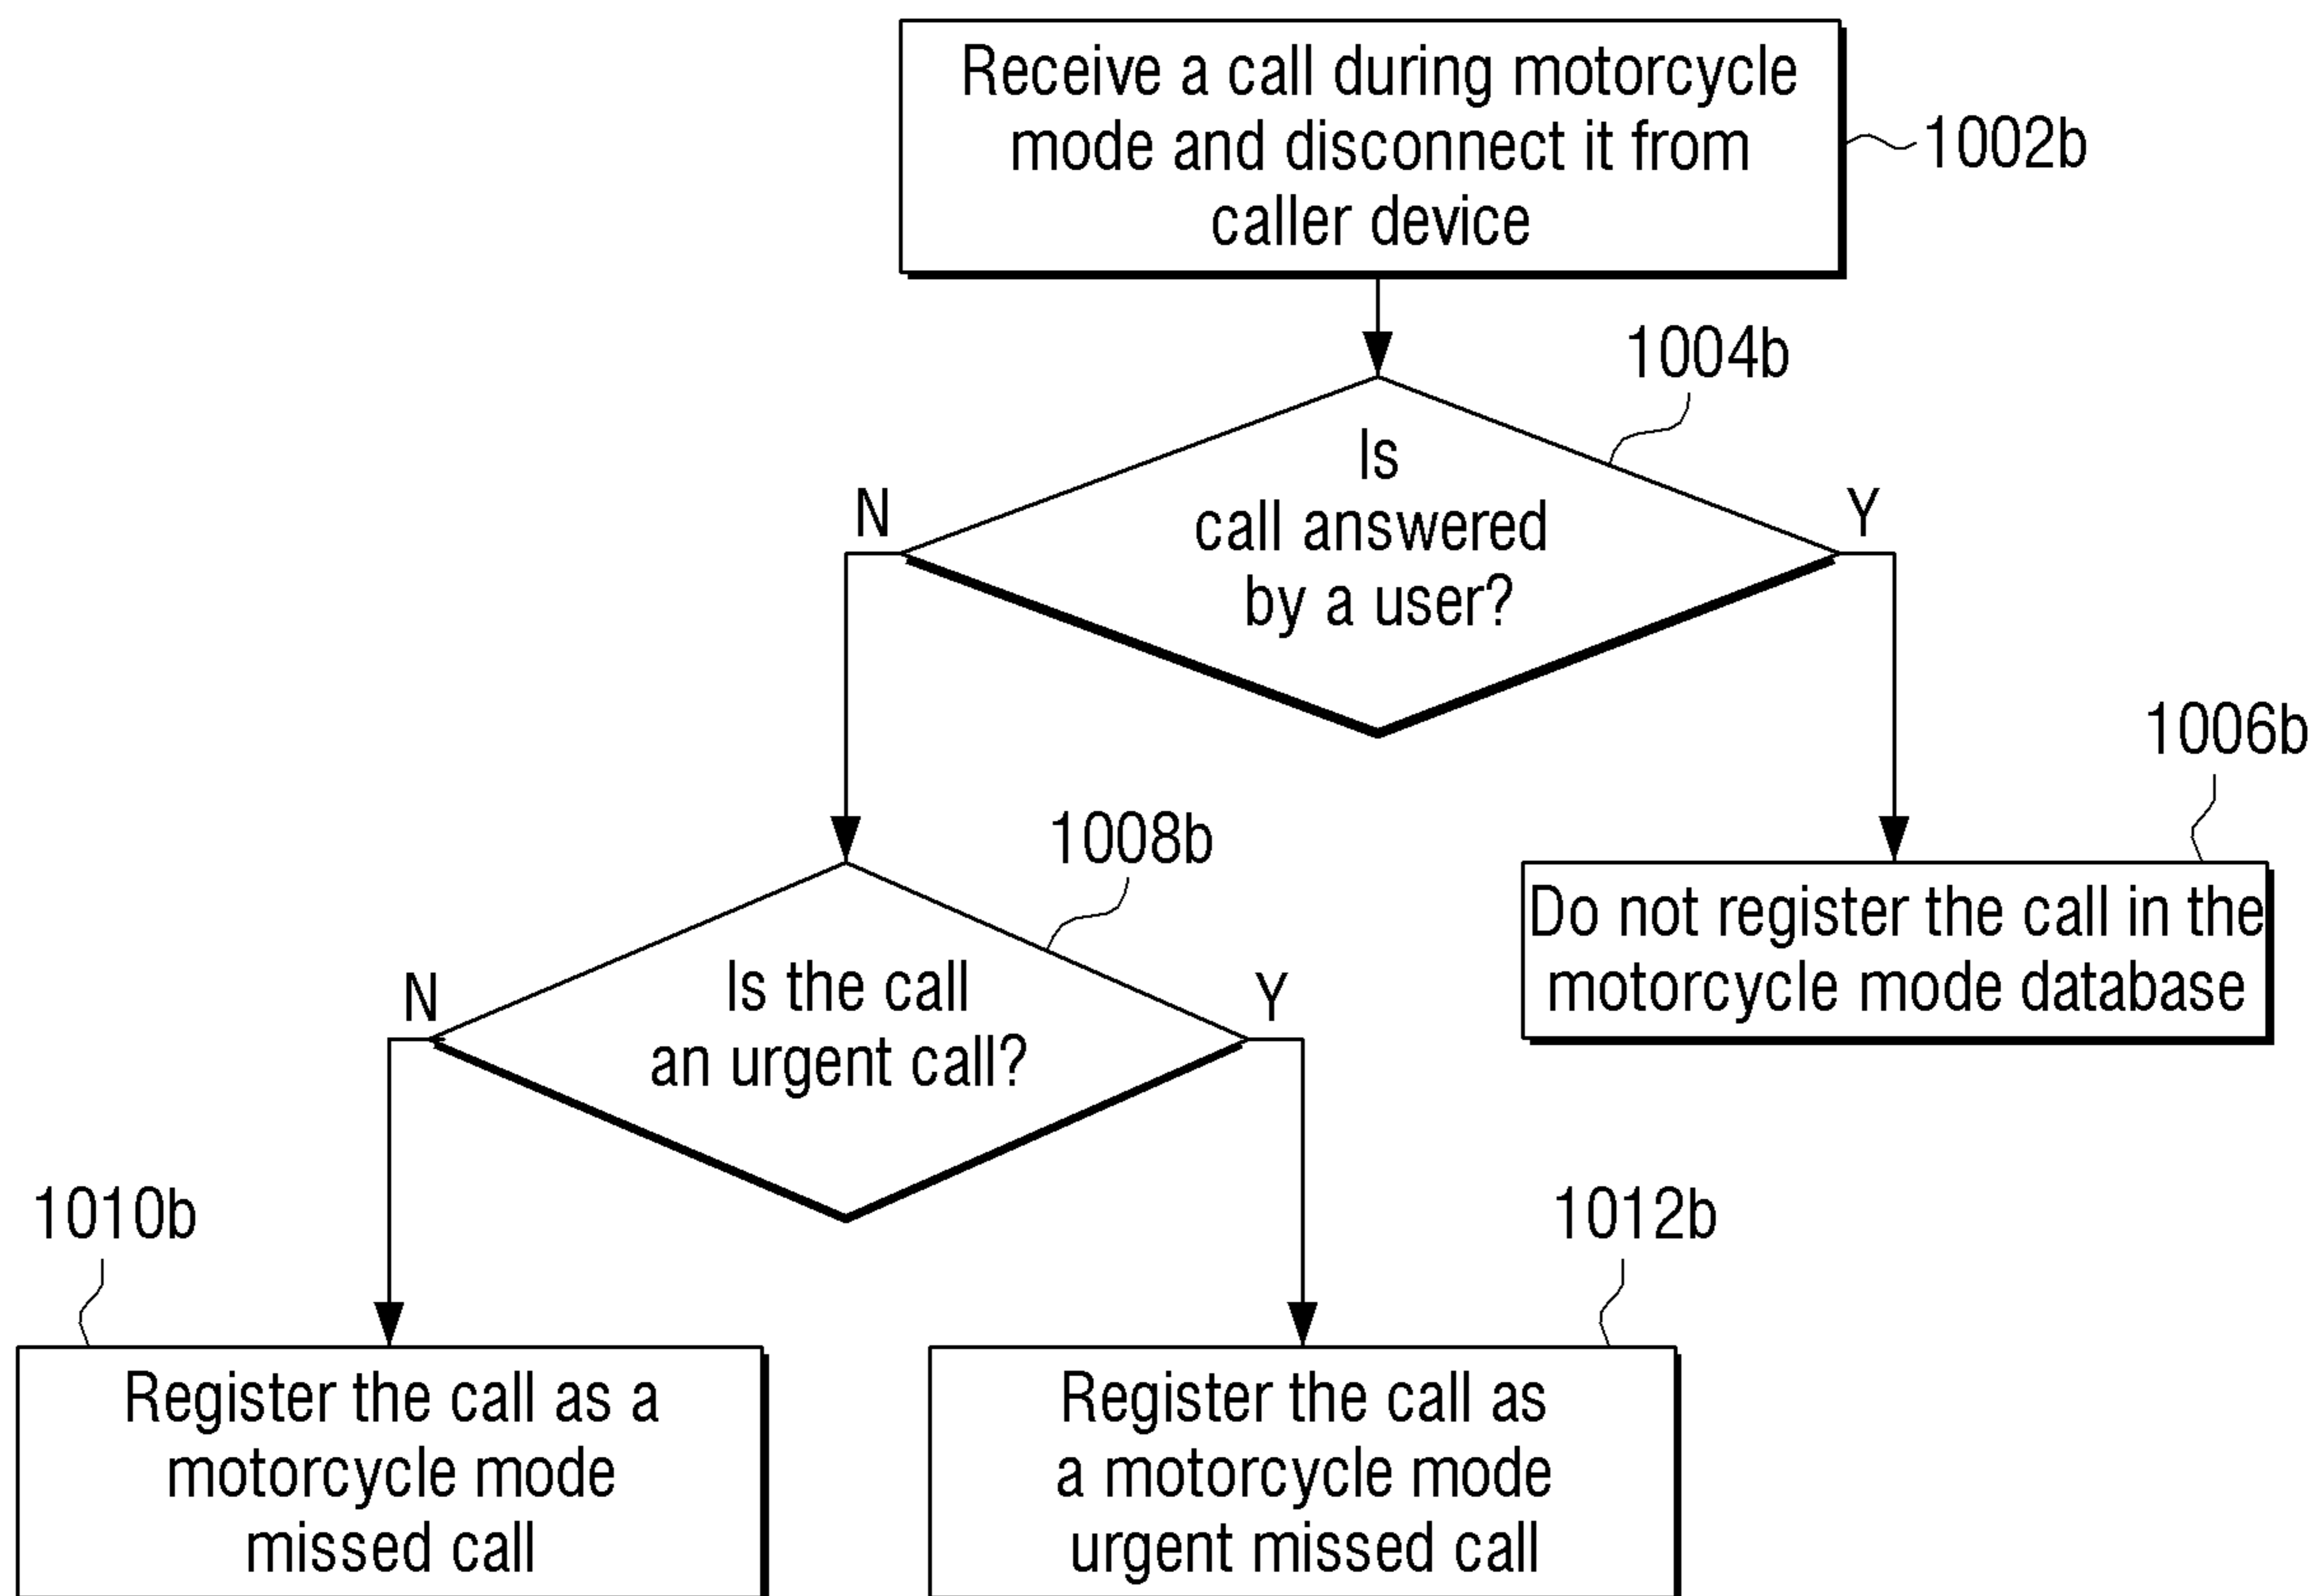 Receive a call during motorcycle
mode and disconnect it from
caller device
1002b
1004b
Is
call answered
by a user?
N
Y
1006b
Do not register the call in the
motorcycle mode database
1008b
Is the call
an urgent call?
N
Y
1010b
Register the call as a
motorcycle mode
missed call
1012b
Register the call as
a motorcycle mode
urgent missed call